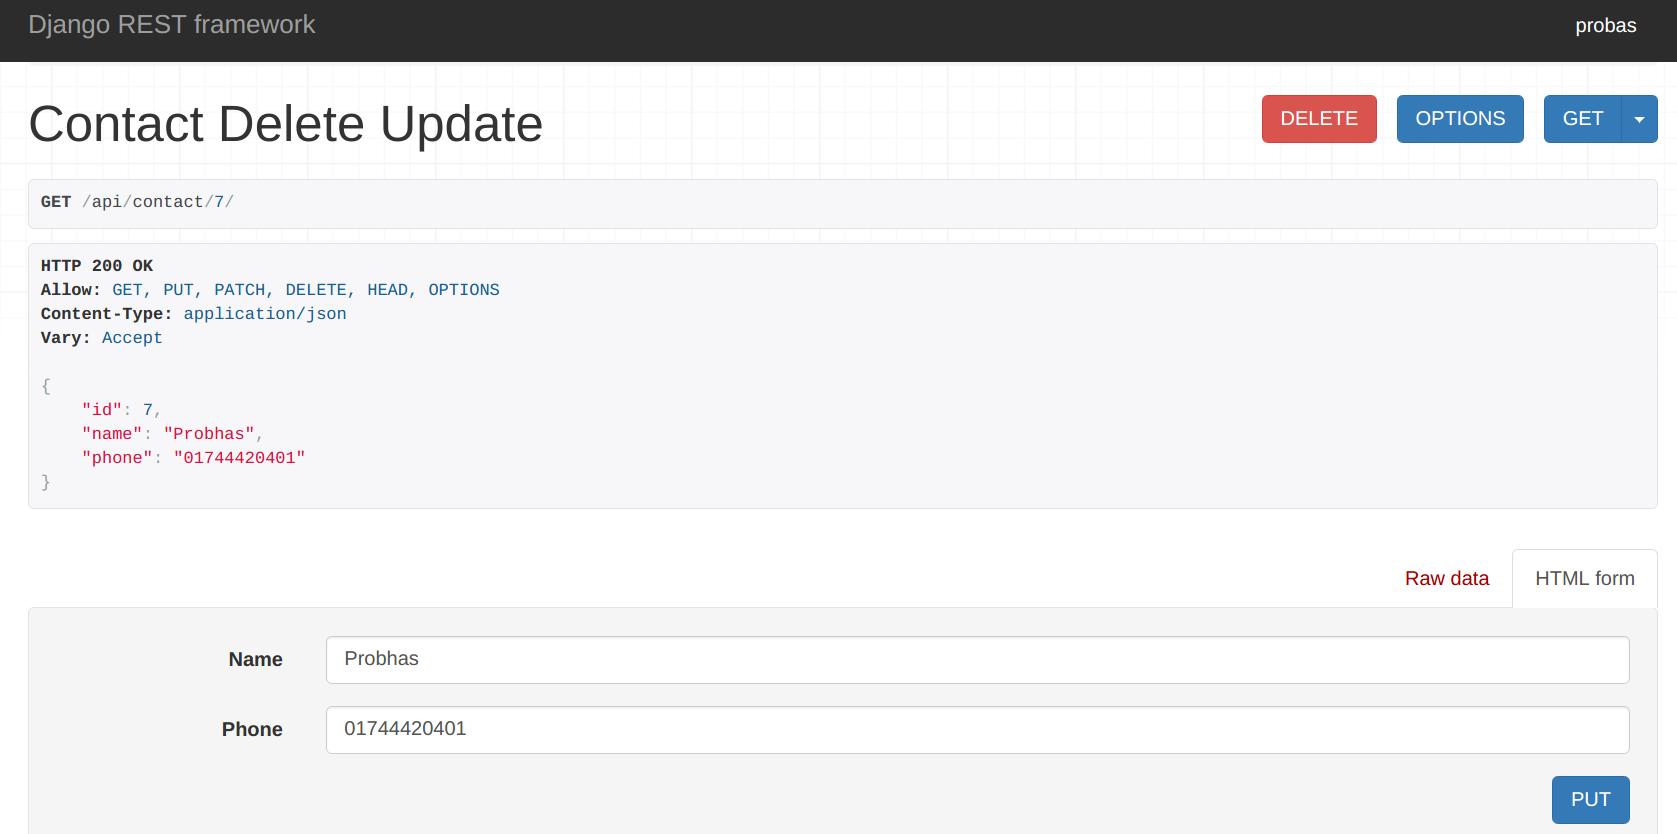 Django REST framework
probas
Contact Delete Update
DELETE
OPTIONS
GET
GET /api/contact/7/
HTTP 200 OK
Allow: GET, PUT, PATCH, DELETE, HEAD, OPTIONS
Content-Type: application/json
Vary: Accept
{
    "id": 7,
    "name": "Probhas",
    "phone": "01744420401"
}
Raw data
HTML form
Name
Probhas
Phone
01744420401
PUT